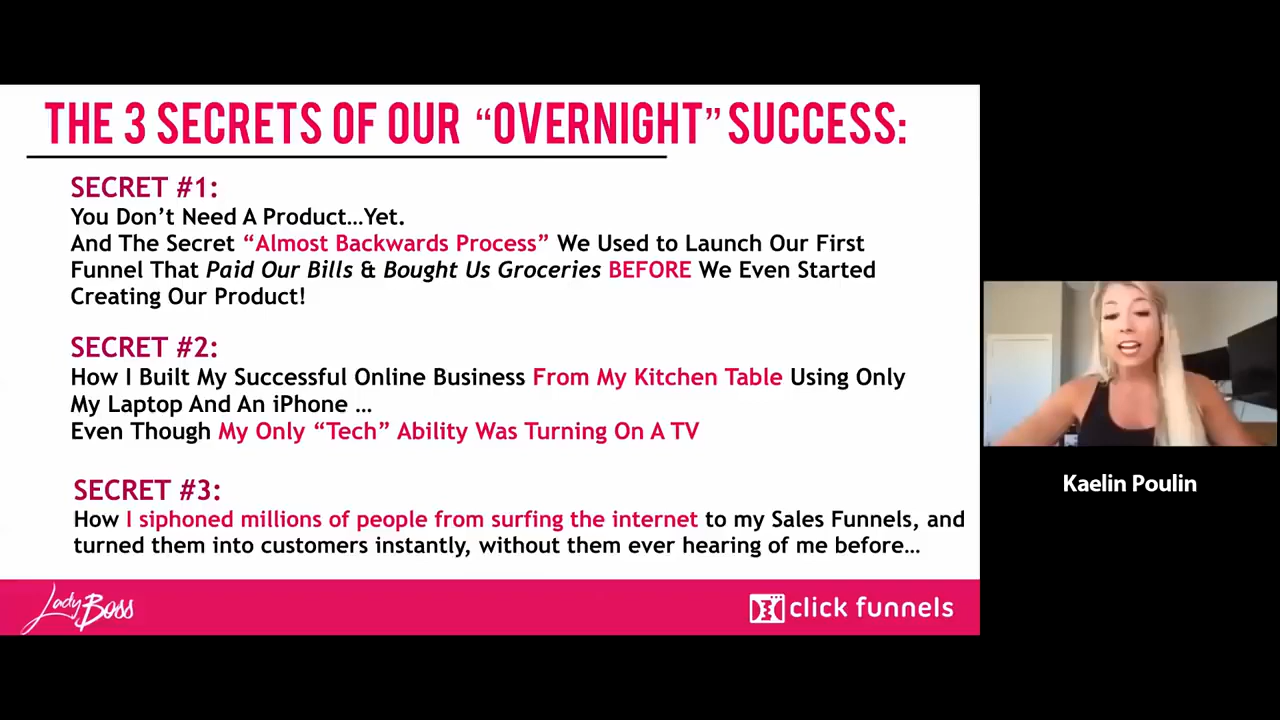 THE 3 SECRETS OF OUR “OVERNIGHT” SUCCESS:
SECRET #1:
You Don’t Need A Product…Yet.
And The Secret “Almost Backwards Process” We Used to Launch Our First
Funnel That Paid Our Bills & Bought Us Groceries BEFORE We Even Started
Creating Our Product!
SECRET #2:
How I Built My Successful Online Business From My Kitchen Table Using Only
My Laptop And An iPhone …
Even Though My Only “Tech” Ability Was Turning On A TV
SECRET #3:
How I siphoned millions of people from surfing the internet to my Sales Funnels, and
turned them into customers instantly, without them ever hearing of me before…
Lady Boss
click funnels
Kaelin Poulin